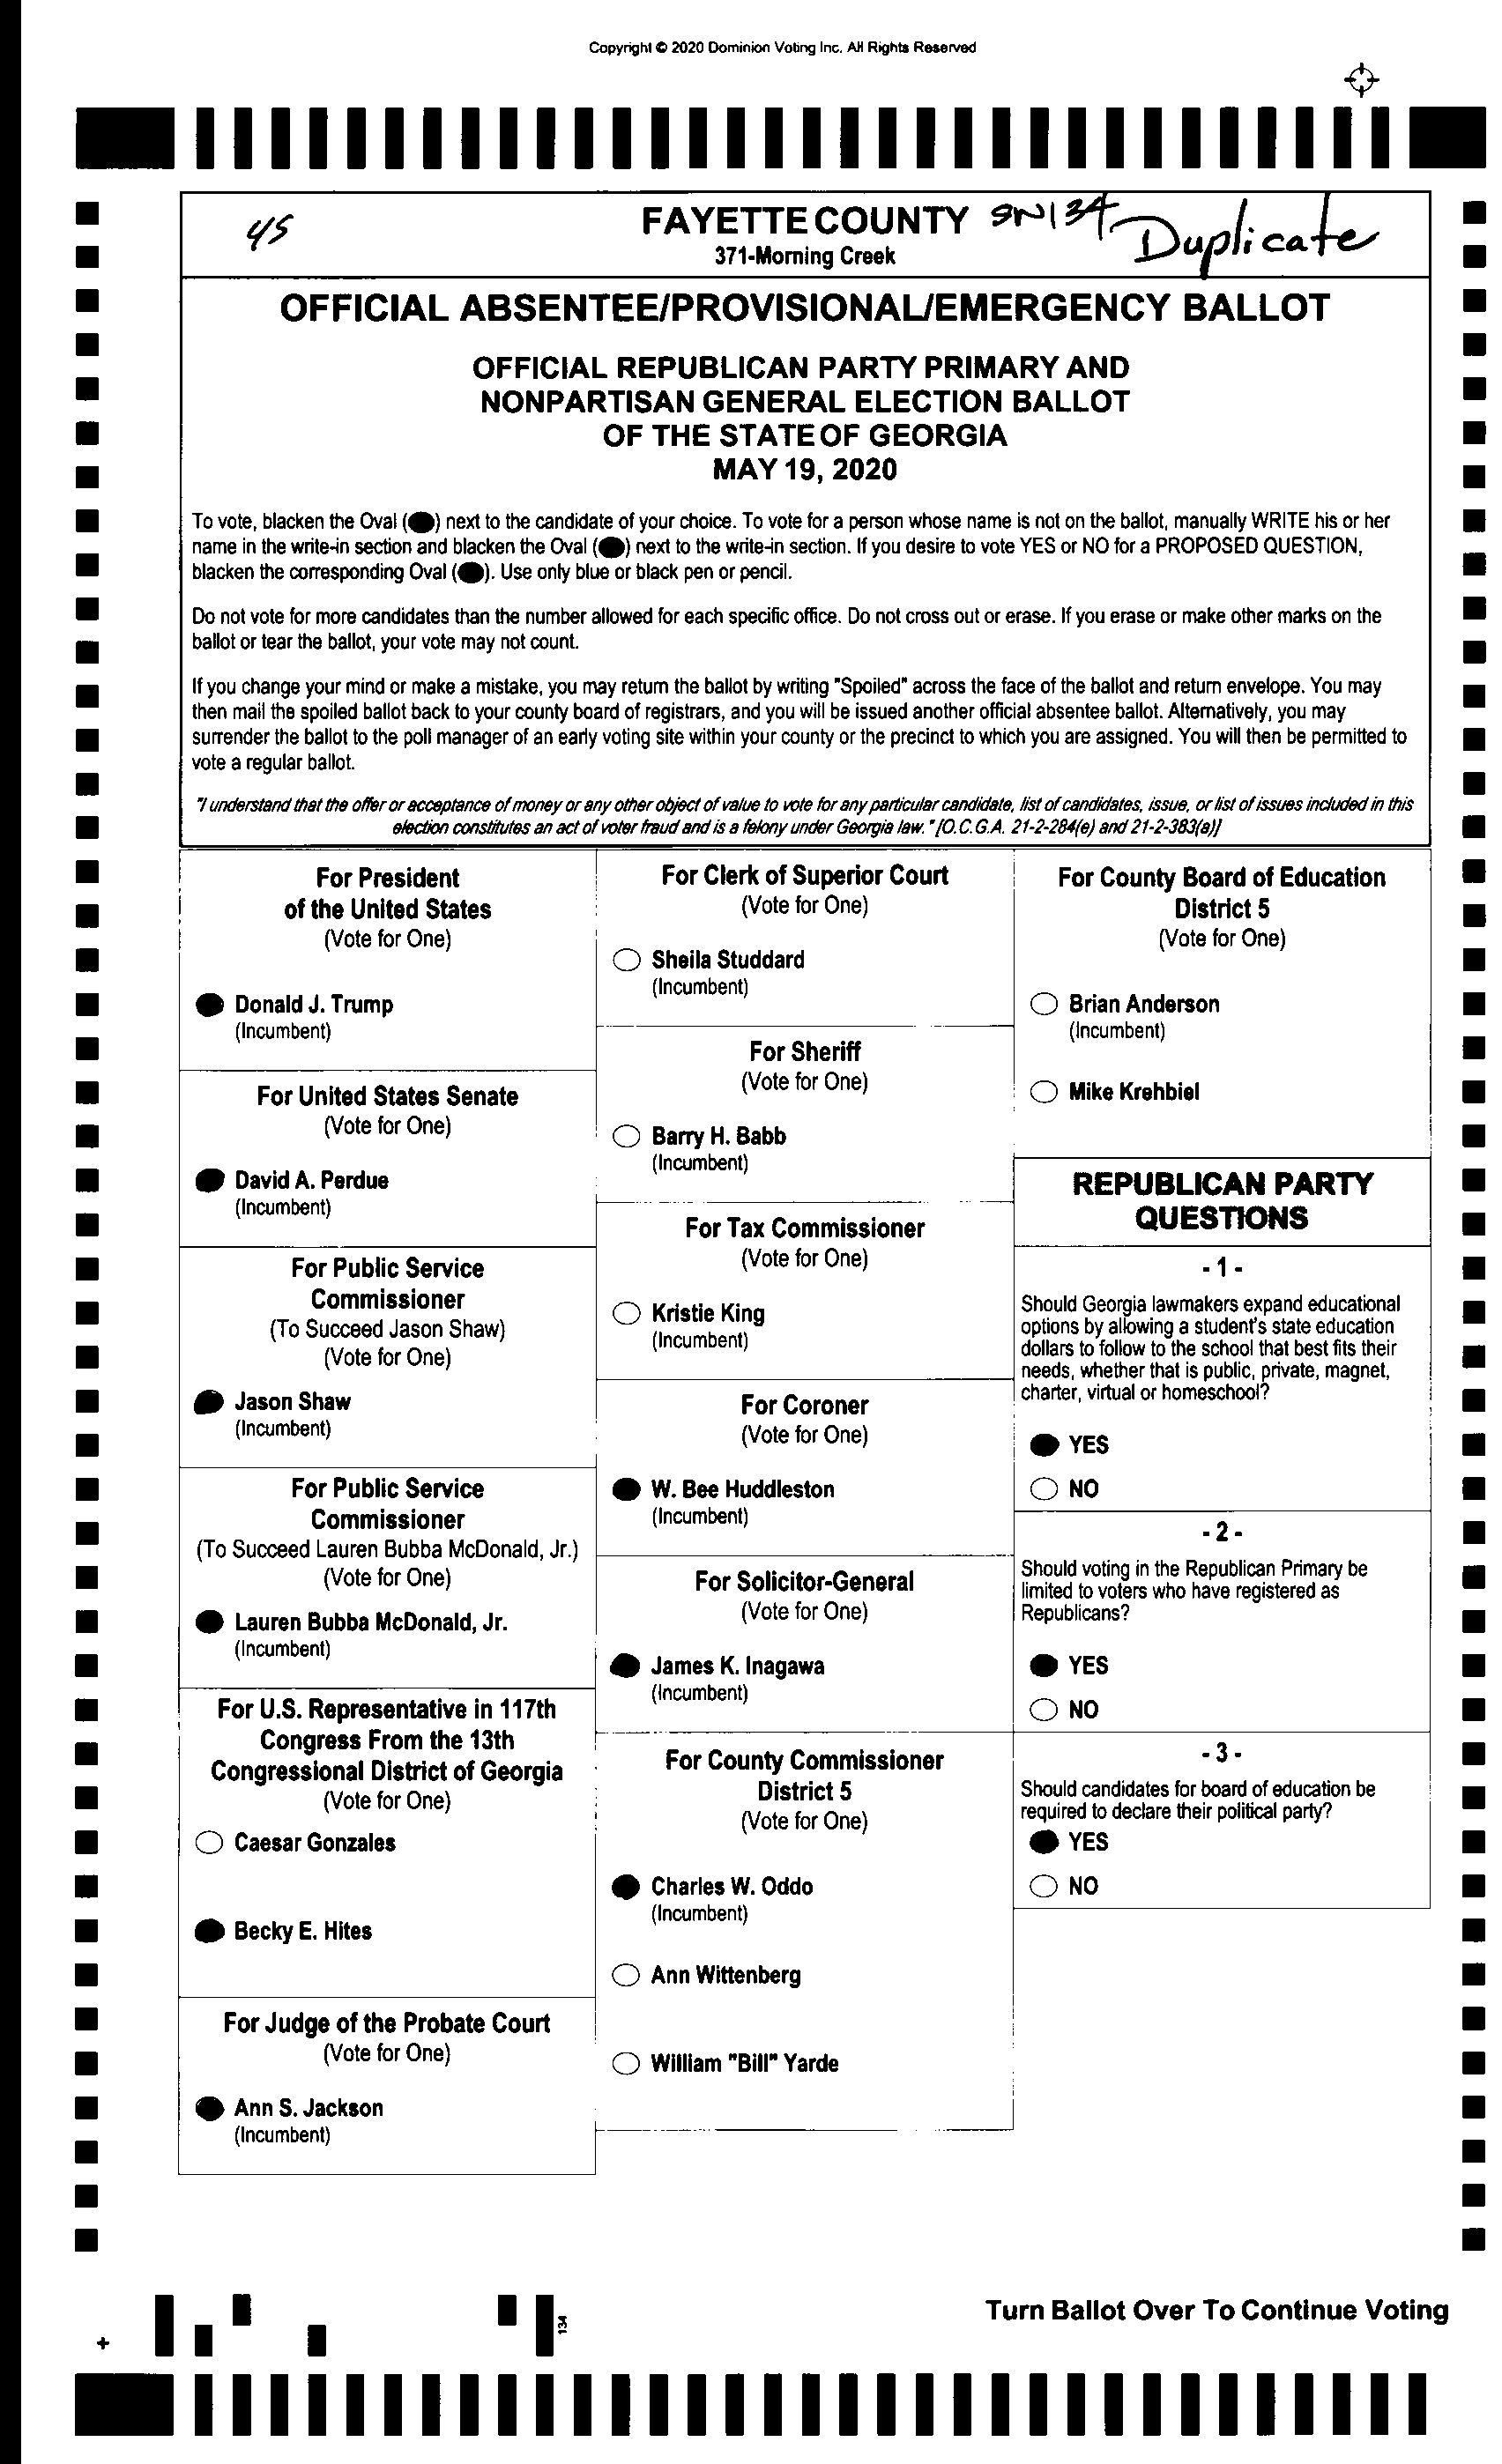 Copyright © 2020 Dominion Voting Inc. All Rights Reserved
45
FAYETTE COUNTY
SN134
Duplicate
371-Morning Creek
OFFICIAL ABSENTEE/PROVISIONAL/EMERGENCY BALLOT
OFFICIAL REPUBLICAN PARTY PRIMARY AND
NONPARTISAN GENERAL ELECTION BALLOT
OF THE STATE OF GEORGIA
MAY 19, 2020
To vote, blacken the Oval () next to the candidate of your choice. To vote for a person whose name is not on the ballot, manually WRITE his or her
name in the write-in section and blacken the Oval () next to the write-in section. If you desire to vote YES or NO for a PROPOSED QUESTION,
blacken the corresponding Oval (). Use only blue or black pen or pencil.
Do not vote for more candidates than the number allowed for each specific office. Do not cross out or erase. If you erase or make other marks on the
ballot or tear the ballot, your vote may not count.
If you change your mind or make a mistake, you may return the ballot by writing "Spoiled" across the face of the ballot and return envelope. You may
then mail the spoiled ballot back to your county board of registrars, and you will be issued another official absentee ballot. Alternatively, you may
surrender the ballot to the poll manager of an early voting site within your county or the precinct to which you are assigned. You will then be permitted to
vote a regular ballot.
"I understand that the offer or acceptance of money or any other object of value to vote for any particular candidate, list of candidates, issue, or list of issues included in this
election constitutes an act of voter fraud and is a felony under Georgia law." [O.C.G.A. 21-2-284(e) and 21-2-383(a)]
For President
of the United States
(Vote for One)
Donald J. Trump
(Incumbent)
For United States Senate
(Vote for One)
David A. Perdue
(Incumbent)
For Public Service
Commissioner
(To Succeed Jason Shaw)
(Vote for One)
Jason Shaw
(Incumbent)
For Public Service
Commissioner
(To Succeed Lauren Bubba McDonald, Jr.)
(Vote for One)
Lauren Bubba McDonald, Jr.
(Incumbent)
For U.S. Representative in 117th
Congress From the 13th
Congressional District of Georgia
(Vote for One)
Caesar Gonzales
Becky E. Hites
For Judge of the Probate Court
(Vote for One)
Ann S. Jackson
(Incumbent)
For Clerk of Superior Court
(Vote for One)
Sheila Studdard
(Incumbent)
For Sheriff
(Vote for One)
Barry H. Babb
(Incumbent)
For Tax Commissioner
(Vote for One)
Kristie King
(Incumbent)
For Coroner
(Vote for One)
W. Bee Huddleston
(Incumbent)
For Solicitor-General
(Vote for One)
James K. Inagawa
(Incumbent)
For County Commissioner
District 5
(Vote for One)
Charles W. Oddo
(Incumbent)
Ann Wittenberg
William "Bill" Yarde
For County Board of Education
District 5
(Vote for One)
Brian Anderson
(Incumbent)
Mike Krehbiel
REPUBLICAN PARTY
QUESTIONS
- 1 -
Should Georgia lawmakers expand educational
options by allowing a student's state education
dollars to follow to the school that best fits their
needs, whether that is public, private, magnet,
charter, virtual or homeschool?
YES
NO
- 2 -
Should voting in the Republican Primary be
limited to voters who have registered as
Republicans?
YES
NO
- 3 -
Should candidates for board of education be
required to declare their political party?
YES
NO
Turn Ballot Over To Continue Voting
134